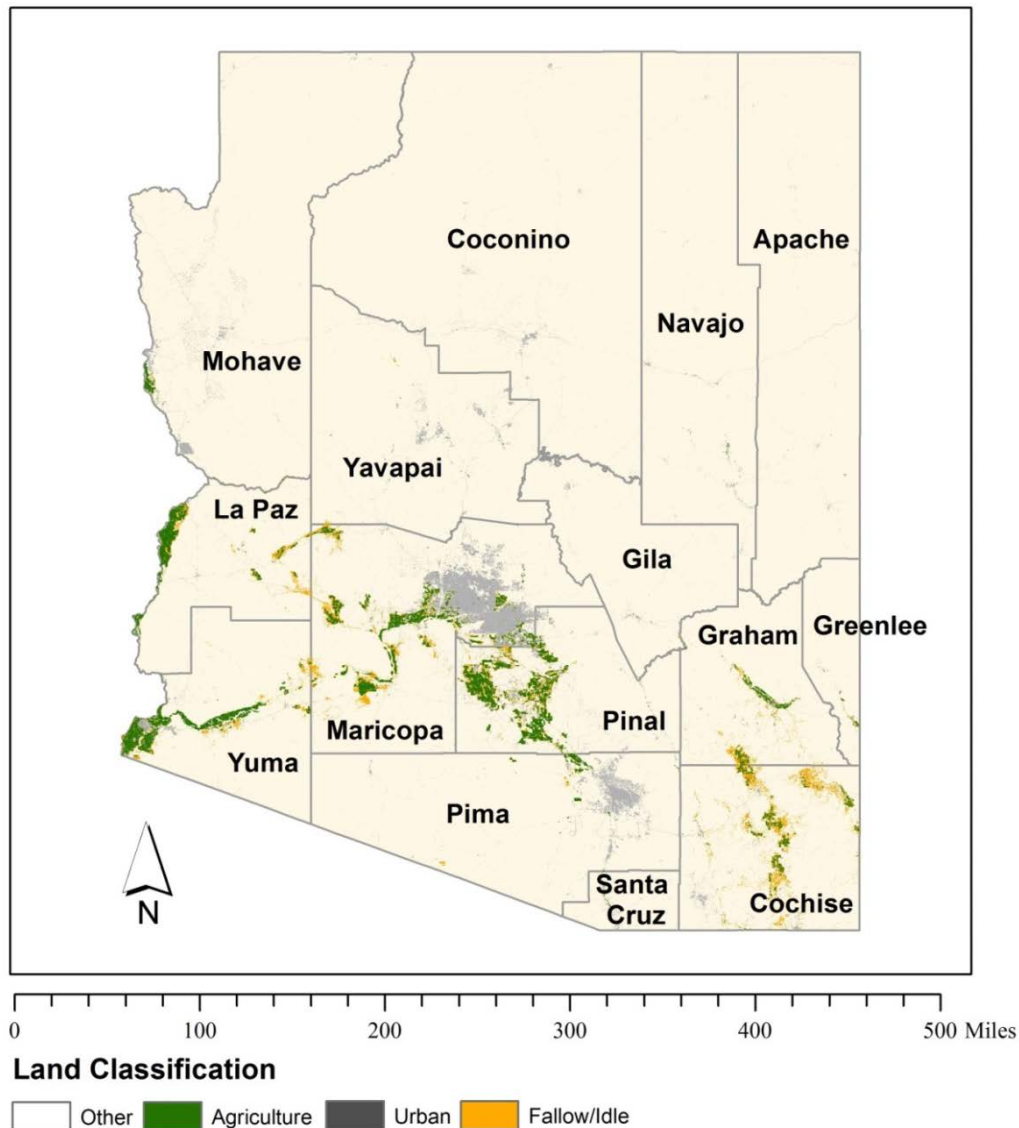 Coconino
Apache
Navajo
Mohave
Yavapai
La Paz
Gila
Graham
Greenlee
Maricopa
Pinal
Yuma
Pima
Santa
Cruz
Cochise
N
0 100 200 300 400 500 Miles
Land Classification
Other Agriculture Urban Fallow/Idle